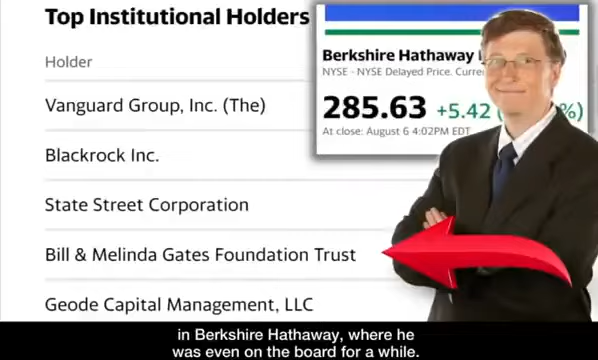 Top Institutional Holders
Holder
Vanguard Group, Inc. (The)
Blackrock Inc.
State Street Corporation
Bill & Melinda Gates Foundation Trust
Geode Capital Management, LLC
Berkshire Hathaway
NYSE - NYSE Delayed Price.
285.63 +5.42 ( %)
At close: August 6 4:02PM EDT
in Berkshire Hathaway, where he
was even on the board for a while.